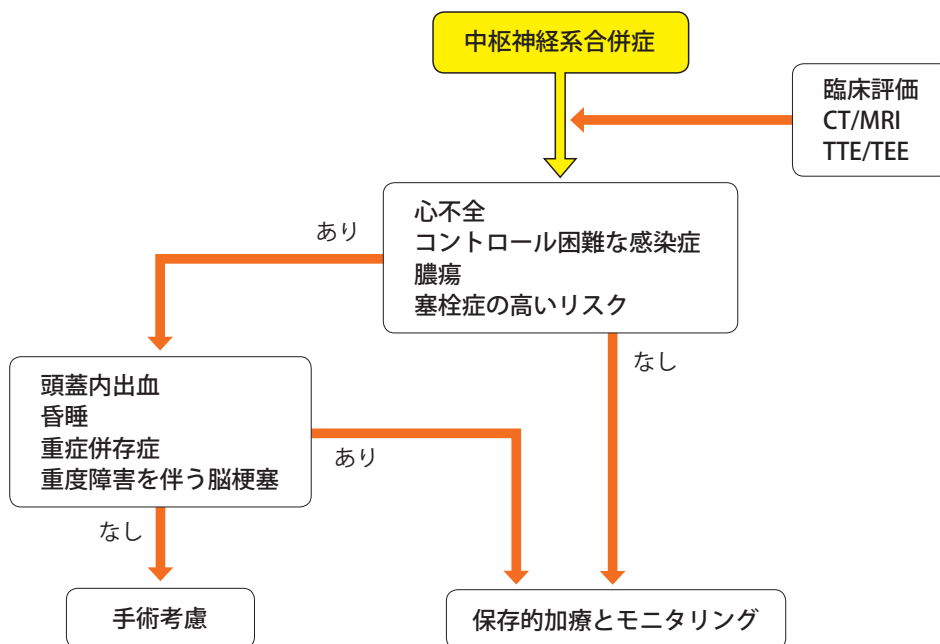 中枢神経系合併症
臨床評価
CT/MRI
TTE/TEE
心不全
コントロール困難な感染症
膿瘍
塞栓症の高いリスク
あり
なし
頭蓋内出血
昏睡
重症併存症
重度障害を伴う脳梗塞
あり
なし
手術考慮
保存的加療とモニタリング